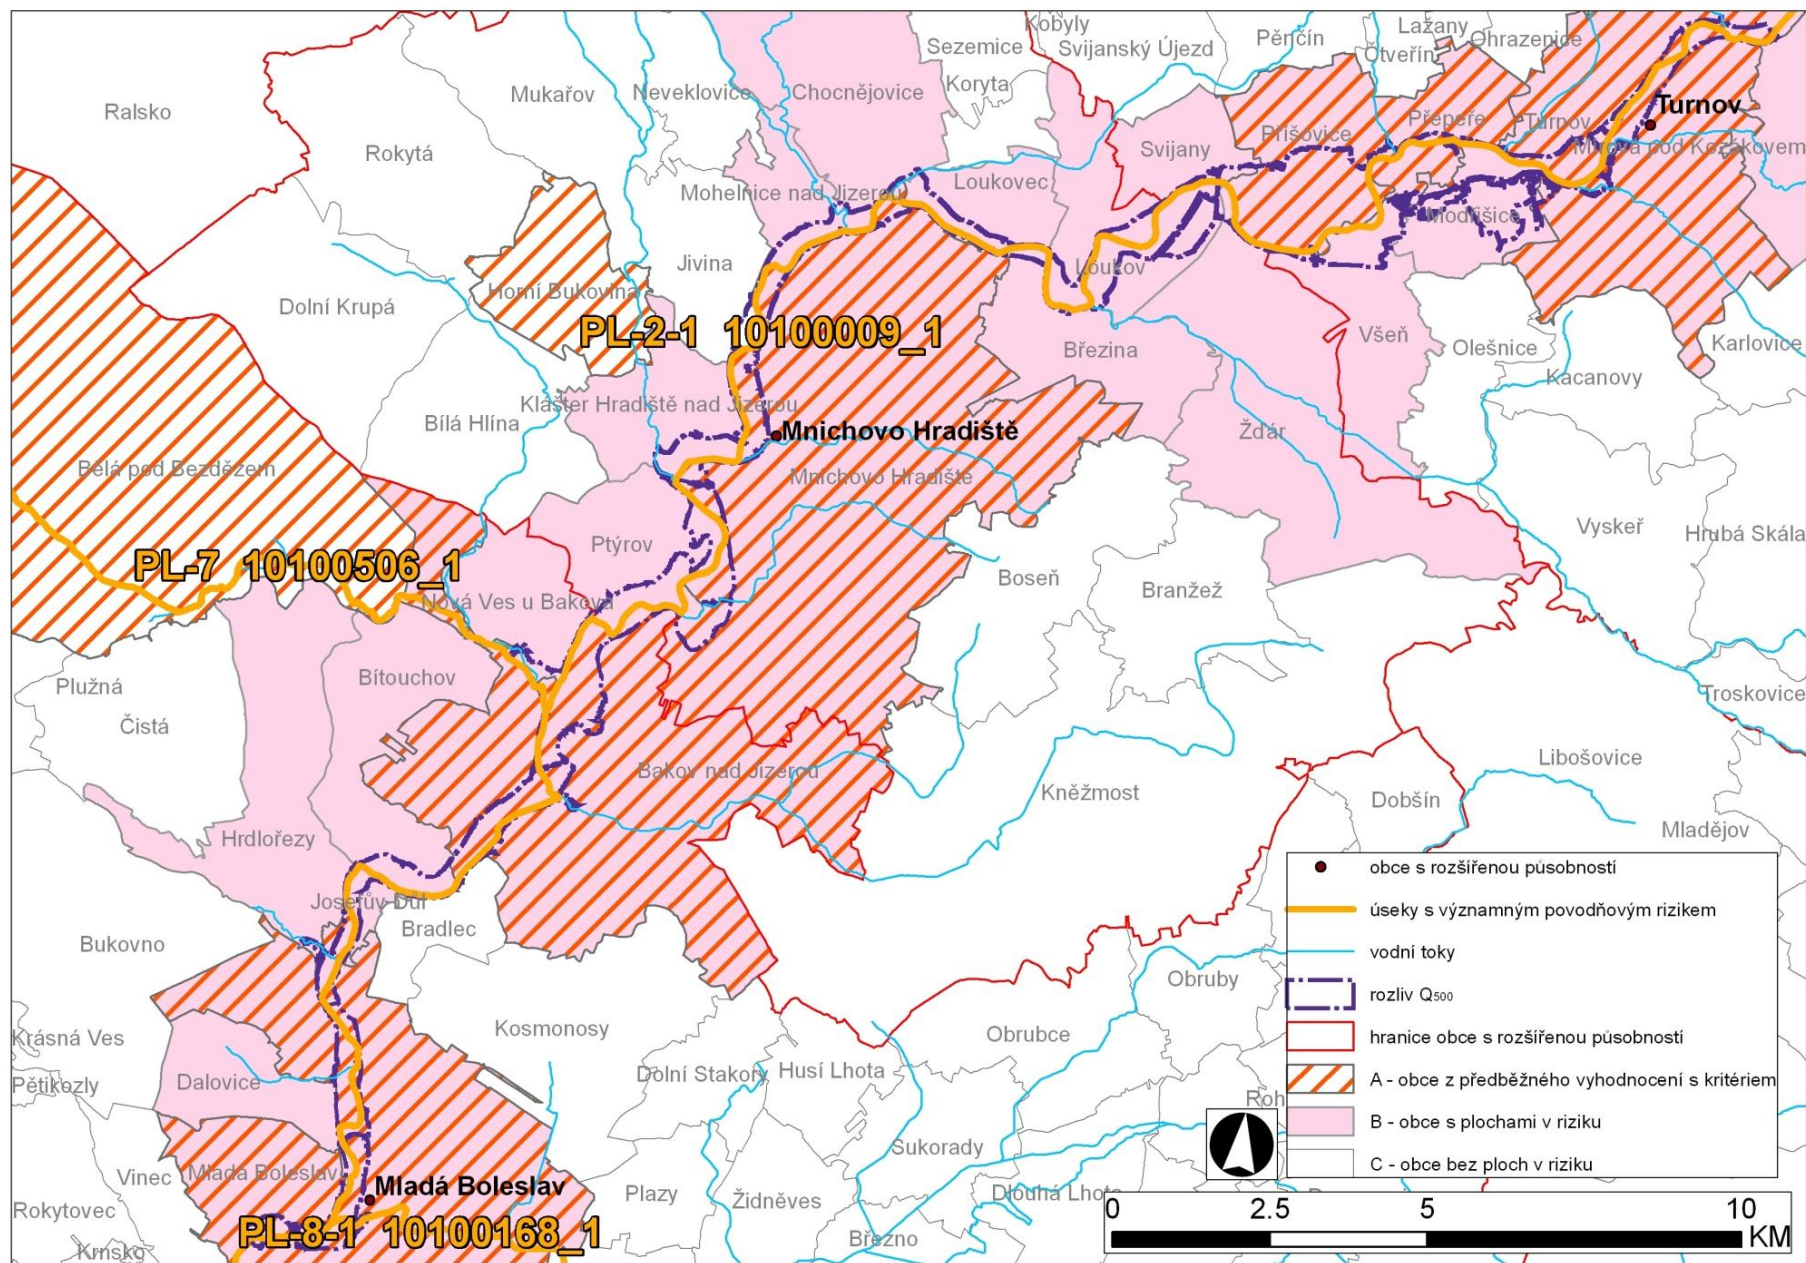 Kobyly
Lažany
Sezemice
Svijanský Újezd
Pěnčín
Čtveřín
Ohrazenice
Ralsko
Mukařov
Neveklovice
Chocnějovice
Koryta
Turnov
Rokytá
Svijany
Příšovice
Přepeře
Turnov
Mírová pod Kozákovem
Mohelnice nad Jizerou
Loukovec
Modřišice
Jivina
Loukov
Dolní Krupá
Horní Bukovina
PL-2-1 10100009_1
Březina
Všeň
Olešnice
Karlovice
Kacanovy
Bílá Hlína
Klášter Hradiště nad Jizerou
Mnichovo Hradiště
Žďár
Bělá pod Bezdězem
Mnichovo Hradiště
Vyskeř
Hrubá Skála
Ptýrov
PL-7 10100506_1
Boseň
Branžež
Nová Ves u Bakova
Plužná
Bítouchov
Troskovice
Čistá
Bakov nad Jizerou
Libošovice
Kněžmost
Dobšín
Hrdlořezy
Mladějov
Josefův Důl
Bradlec
Bukovno
Obruby
Krásná Ves
Kosmonosy
Obrubce
Pětikozly
Dalovice
Dolní Stakory
Husí Lhota
Roh
Sukorady
Vinec
Mladá Boleslav
Mladá Boleslav
Plazy
Židněves
Dlouhá Lhota
Rokytovec
PL-8-1 10100168_1
Krnsko
Březno
obce s rozšířenou působností
úseky s významným povodňovým rizikem
vodní toky
rozliv Q500
hranice obce s rozšířenou působností
A - obce z předběžného vyhodnocení s kritériem
B - obce s plochami v riziku
C - obce bez ploch v riziku
0 2.5 5 10
KM